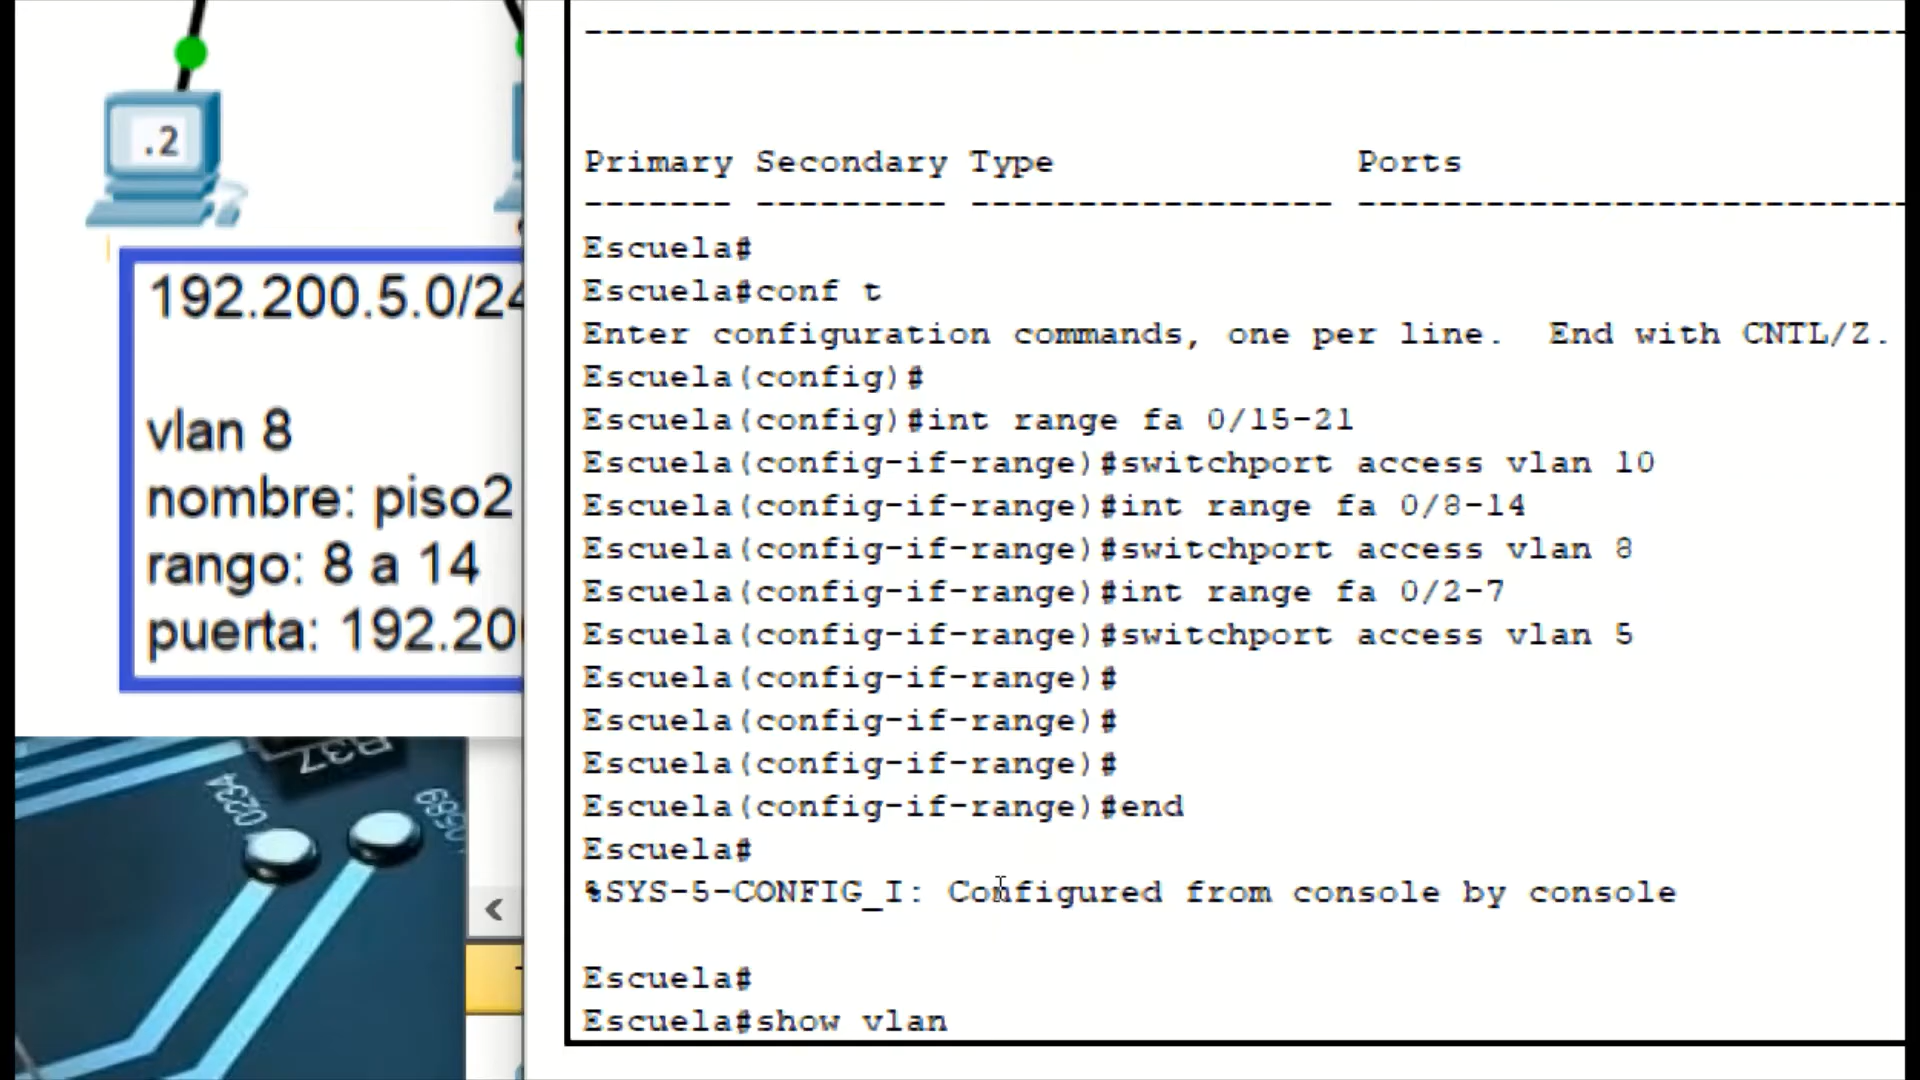 .2
192.200.5.0/24
vlan 8
nombre: piso2
rango: 8 a 14
puerta: 192.20
R37
0234
0589
Primary Secondary Type Ports
------- --------- ----------------- --------------------------
Escuela#
Escuela#conf t
Enter configuration commands, one per line. End with CNTL/Z.
Escuela(config)#
Escuela(config)#int range fa 0/15-21
Escuela(config-if-range)#switchport access vlan 10
Escuela(config-if-range)#int range fa 0/8-14
Escuela(config-if-range)#switchport access vlan 8
Escuela(config-if-range)#int range fa 0/2-7
Escuela(config-if-range)#switchport access vlan 5
Escuela(config-if-range)#
Escuela(config-if-range)#
Escuela(config-if-range)#
Escuela(config-if-range)#end
Escuela#
%SYS-5-CONFIG_I: Configured from console by console
Escuela#
Escuela#show vlan